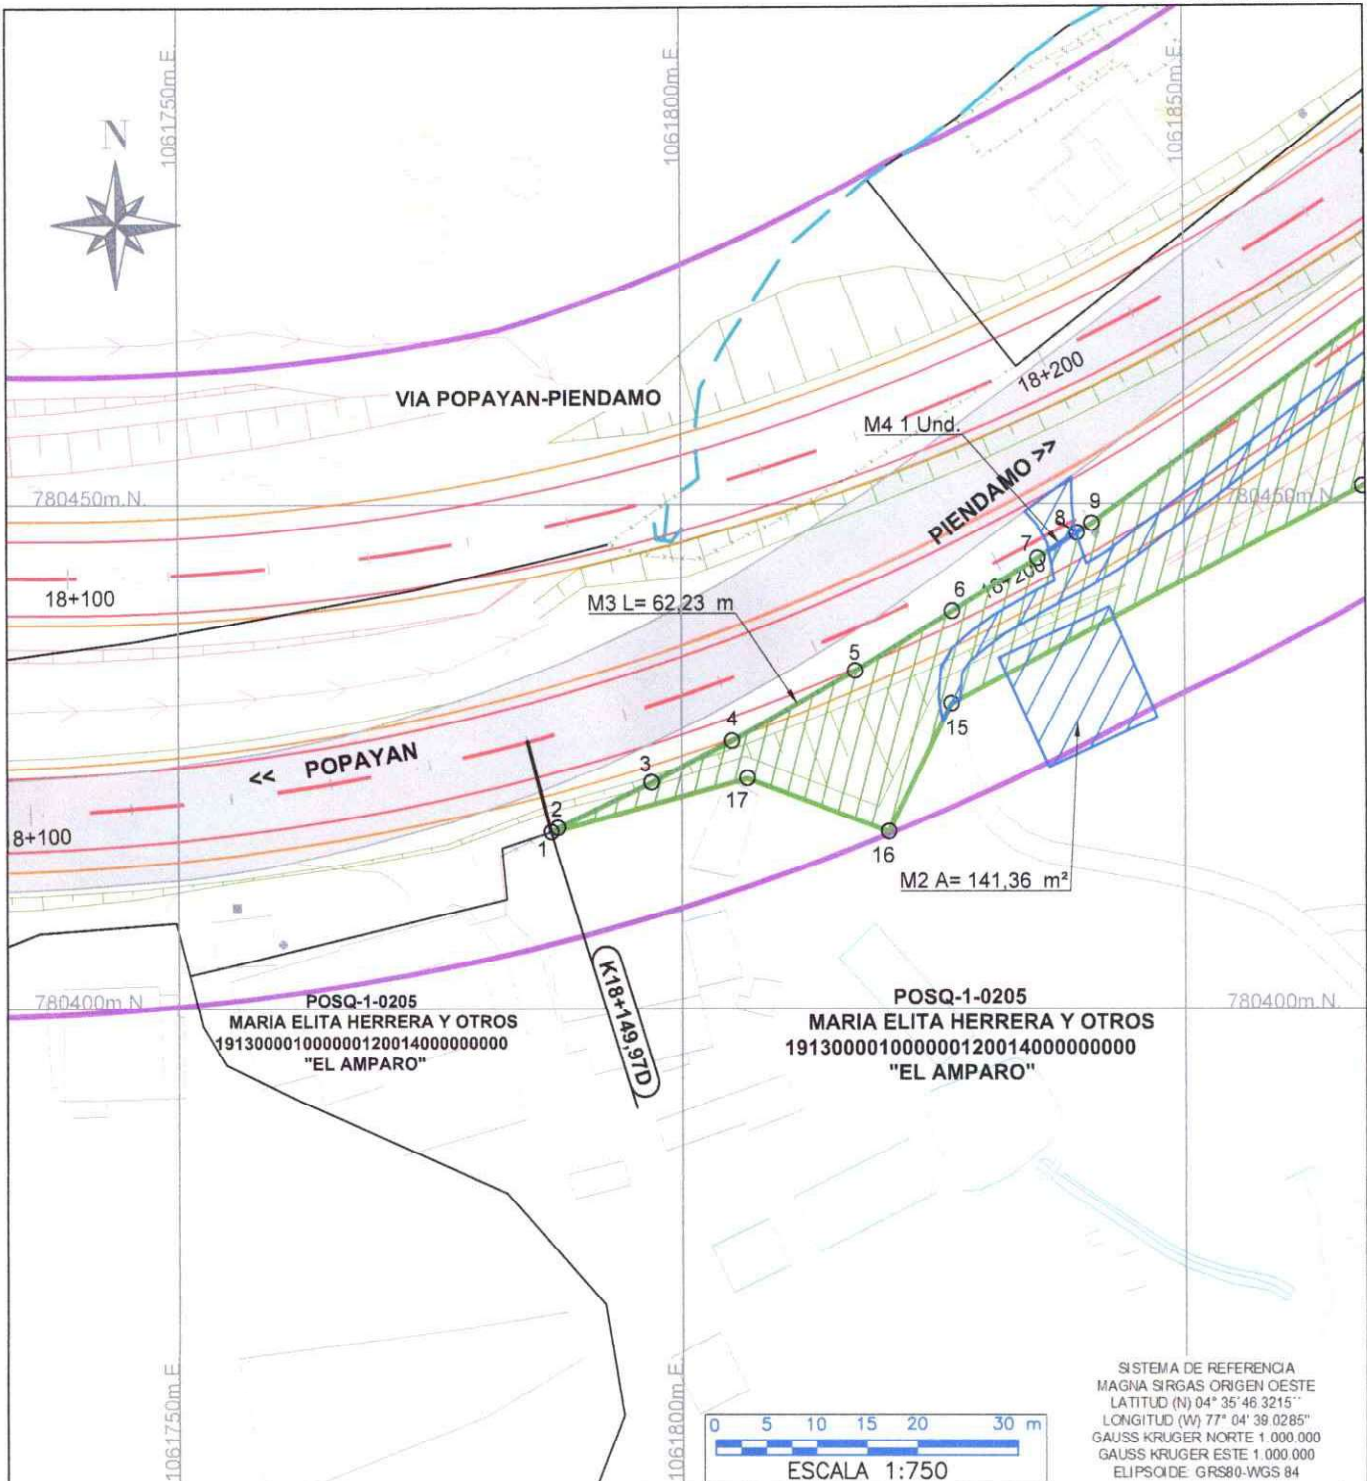 1061750m.E.
1061800m.E.
1061850m.E.
N
VIA POPAYAN-PIENDAMO
18+200
M4 1 Und.
780450m.N.
PIENDAMO >>
780450m.N.
9
8
7
18+200
6
18+100
M3 L= 62,23 m
5
4
15
<< POPAYAN
3
17
2
1
8+100
16
M2 A= 141,36 m²
K18+149,97D
780400m.N
780400m.N.
POSQ-1-0205
MARIA ELITA HERRERA Y OTROS
191300001000000120014000000000
"EL AMPARO"
POSQ-1-0205
MARIA ELITA HERRERA Y OTROS
191300001000000120014000000000
"EL AMPARO"
1061750m.E.
1061800m.E.
0 5 10 15 20 30 m
ESCALA 1:750
SISTEMA DE REFERENCIA
MAGNA SIRGAS ORIGEN OESTE
LATITUD (N) 04° 35' 46.3215''
LONGITUD (W) 77° 04' 39.0285"
GAUSS KRUGER NORTE 1.000.000
GAUSS KRUGER ESTE 1.000.000
ELIPSOIDE GRS80-WGS 84